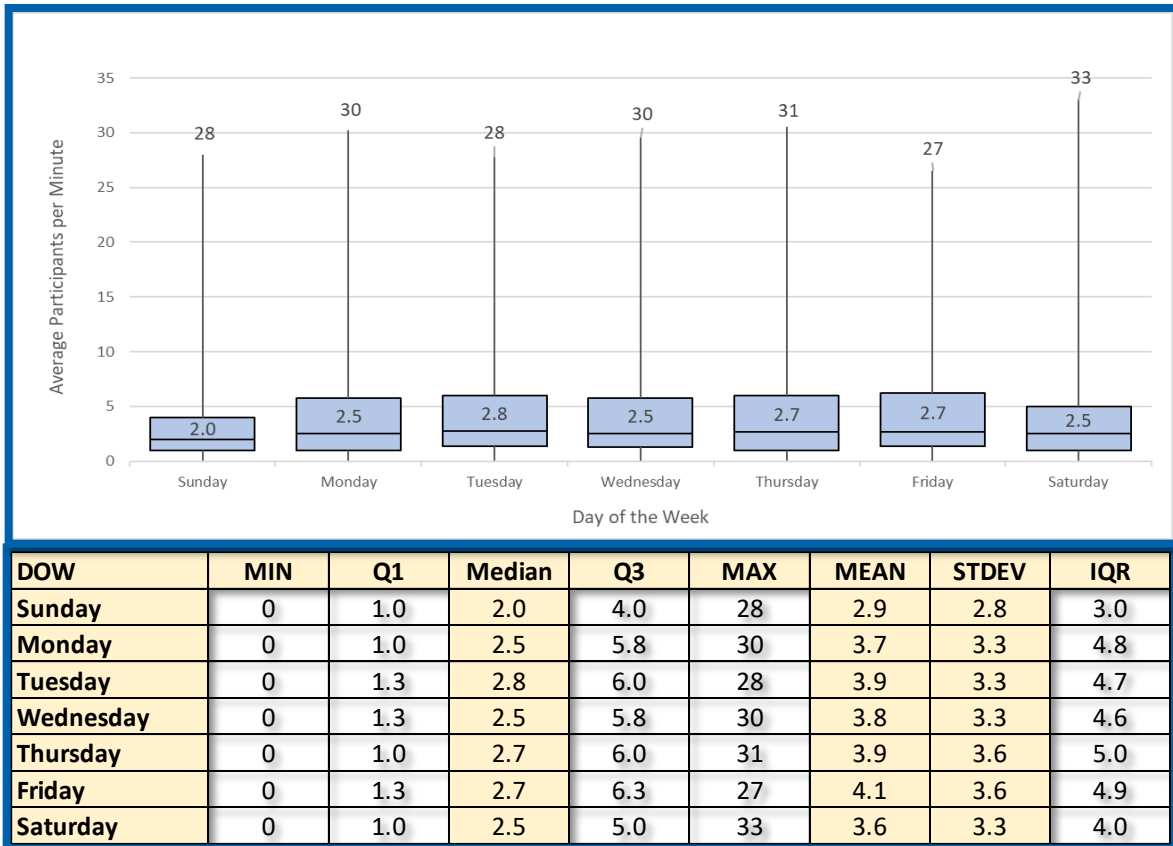 33
35
30
31
30
28
28
30
27
25
20
15
10
5
0
Average Participants per Minute
2.0
2.5
2.8
2.5
2.7
2.7
2.5
Sunday Monday Tuesday Wednesday Thursday Friday Saturday
Day of the Week
DOW MIN Q1 Median Q3 MAX MEAN STDEV IQR
Sunday 0 1.0 2.0 4.0 28 2.9 2.8 3.0
Monday 0 1.0 2.5 5.8 30 3.7 3.3 4.8
Tuesday 0 1.3 2.8 6.0 28 3.9 3.3 4.7
Wednesday 0 1.3 2.5 5.8 30 3.8 3.3 4.6
Thursday 0 1.0 2.7 6.0 31 3.9 3.6 5.0
Friday 0 1.3 2.7 6.3 27 4.1 3.6 4.9
Saturday 0 1.0 2.5 5.0 33 3.6 3.3 4.0